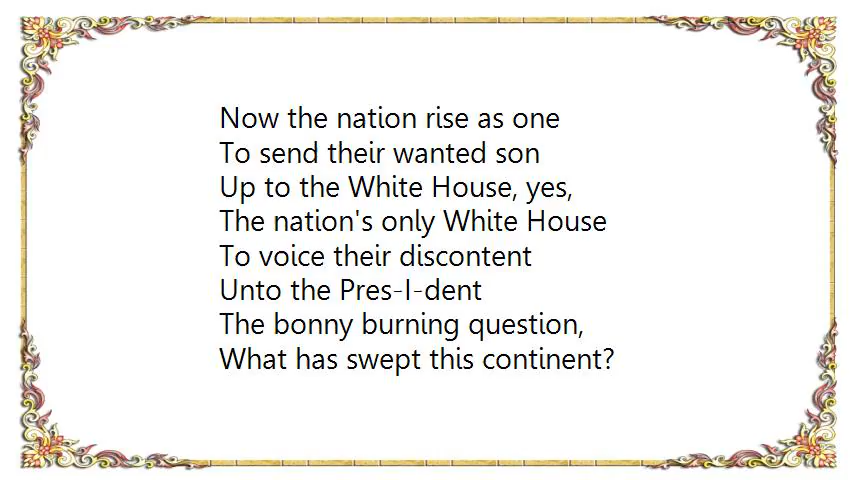 Now the nation rise as one
To send their wanted son
Up to the White House, yes,
The nation's only White House
To voice their discontent
Unto the Pres-I-dent
The bonny burning question,
What has swept this continent?